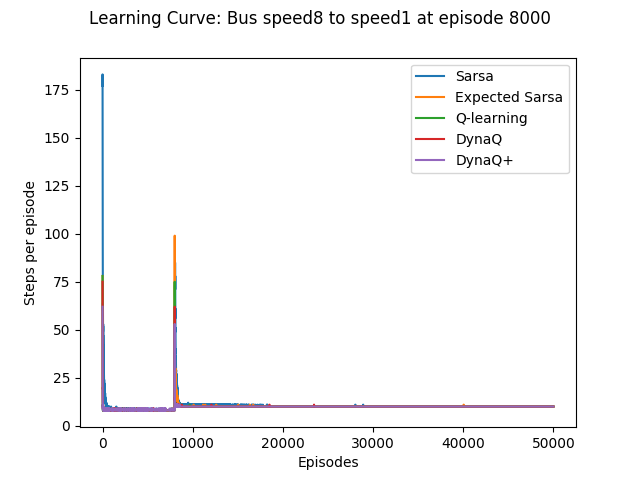 Learning Curve: Bus speed8 to speed1 at episode 8000
Sarsa
Expected Sarsa
Q-learning
DynaQ
DynaQ+
Steps per episode
175
150
125
100
75
50
25
0
0 10000 20000 30000 40000 50000
Episodes